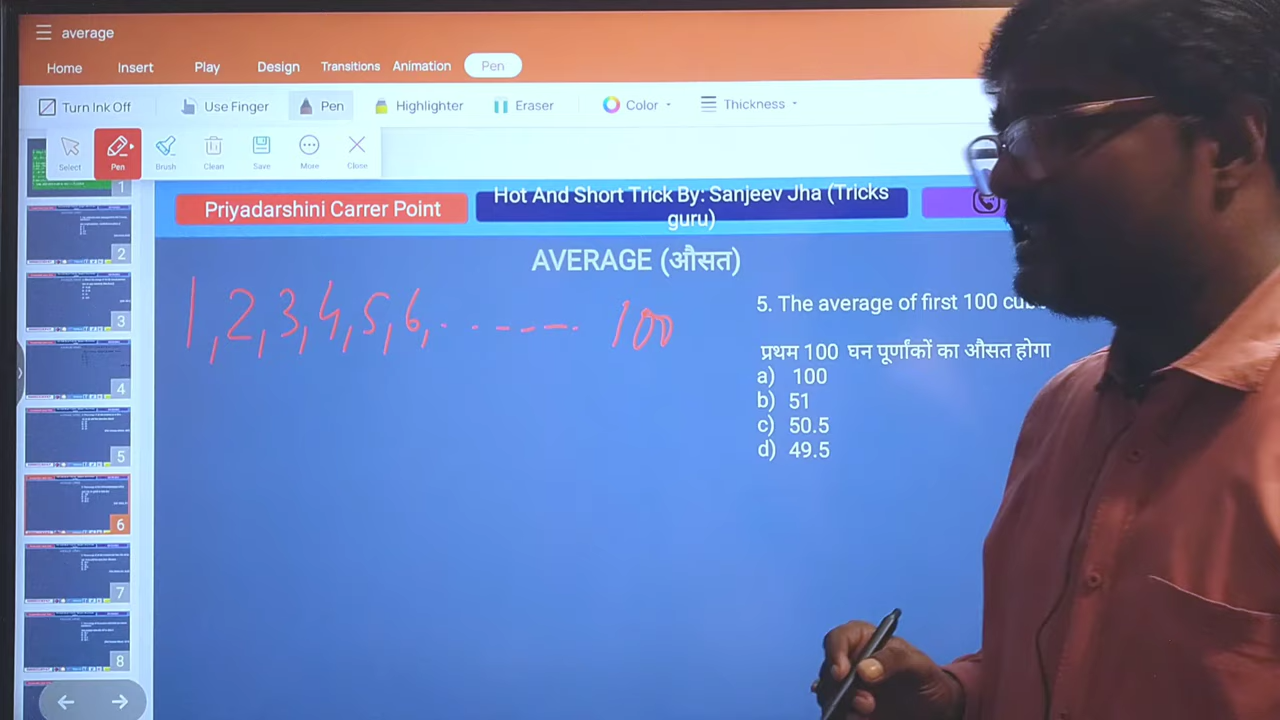 average
Home Insert Play Design Transitions Animation Pen
Turn Ink Off Use Finger Pen Highlighter Eraser Color Thickness
Select Pen Brush Clean Save More Close
Priyadarshini Carrer Point
Hot And Short Trick By: Sanjeev Jha (Tricks
guru)
AVERAGE (औसत)
1,2,3,4,5,6,....... 100
5. The average of first 100
प्रथम 100 घन पूर्णांकों का औसत होगा
a) 100
b) 51
c) 50.5
d) 49.5
1
2
3
4
5
6
7
8